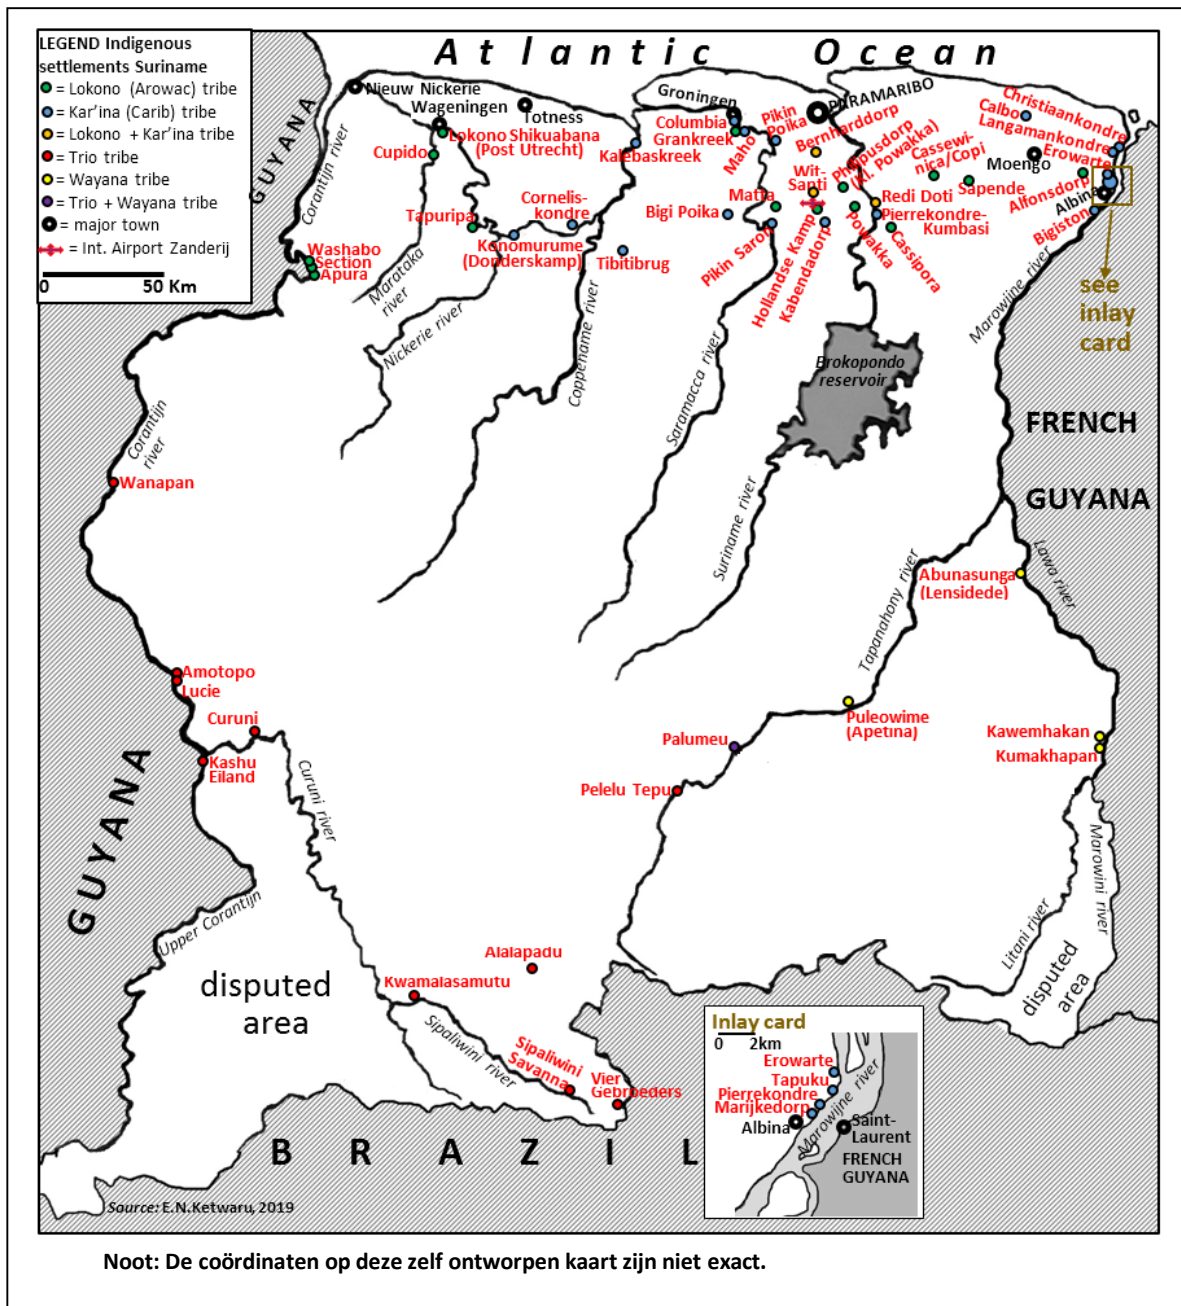 LEGEND Indigenous
settlements Suriname
= Lokono (Arowac) tribe
= Kar'ina (Carib) tribe
= Lokono + Kar'ina tribe
= Trio tribe
= Wayana tribe
= Trio + Wayana tribe
= major town
= Int. Airport Zanderij
0 50 Km
Atlantic Ocean
GUYANA
Corantijn river
Nieuw Nickerie
Wageningen
Totness
Groningen
PARAMARIBO
Lokono Shikuabana
(Post Utrecht)
Cupido
Tapuripa
Washabo
Section
Apura
Marataka
river
Nickerie river
Cornelis-
kondre
Konomurume
(Donderskamp)
Kalebaskreek
Tibitibrug
Coppename river
Columbia
Grankreek
Maho
Pikin
Poika
Bernharddorp
Bigi Poika
Matta
Wit-
Santi
Pikin Saron
Hollandse Kamp
Kabendadorp
Philipusdorp
(Kl. Powakka)
Powakka
Cassewi-
nica/Copi
Sapende
Redi Doti
Pierrekondre-
Kumbasi
Cassipora
Moengo
Christiaankondre
Calbo
Langamankondre
Erowarte
Alfonsdorp
Albina
Bigiston
Marowijne river
see
inlay
card
Saramacca river
Brokopondo
reservoir
Suriname river
FRENCH
GUYANA
Corantijn
river
Wanapan
Lawa river
Abunasunga
(Lensidede)
Tapanahony river
Amotopo
Lucie
Curuni
Kashu
Eiland
Curuni river
Puleowime
(Apetina)
Palumeu
Pelelu Tepu
Kawemhakan
Kumakhapan
GUYANA
Upper Corantijn
disputed
area
Marowini river
Litani river
disputed
area
Alalapadu
Kwamalasamutu
Sipaliwini river
Sipaliwini
Savanna
Vier
Gebroeders
BRAZIL
Inlay card
0 2km
Erowarte
Tapuku
Pierrekondre
Marijkedorp
Albina
Marowijne river
Saint-
Laurent
FRENCH
GUYANA
Source: E.N.Ketwaru, 2019
Noot: De coördinaten op deze zelf ontworpen kaart zijn niet exact.